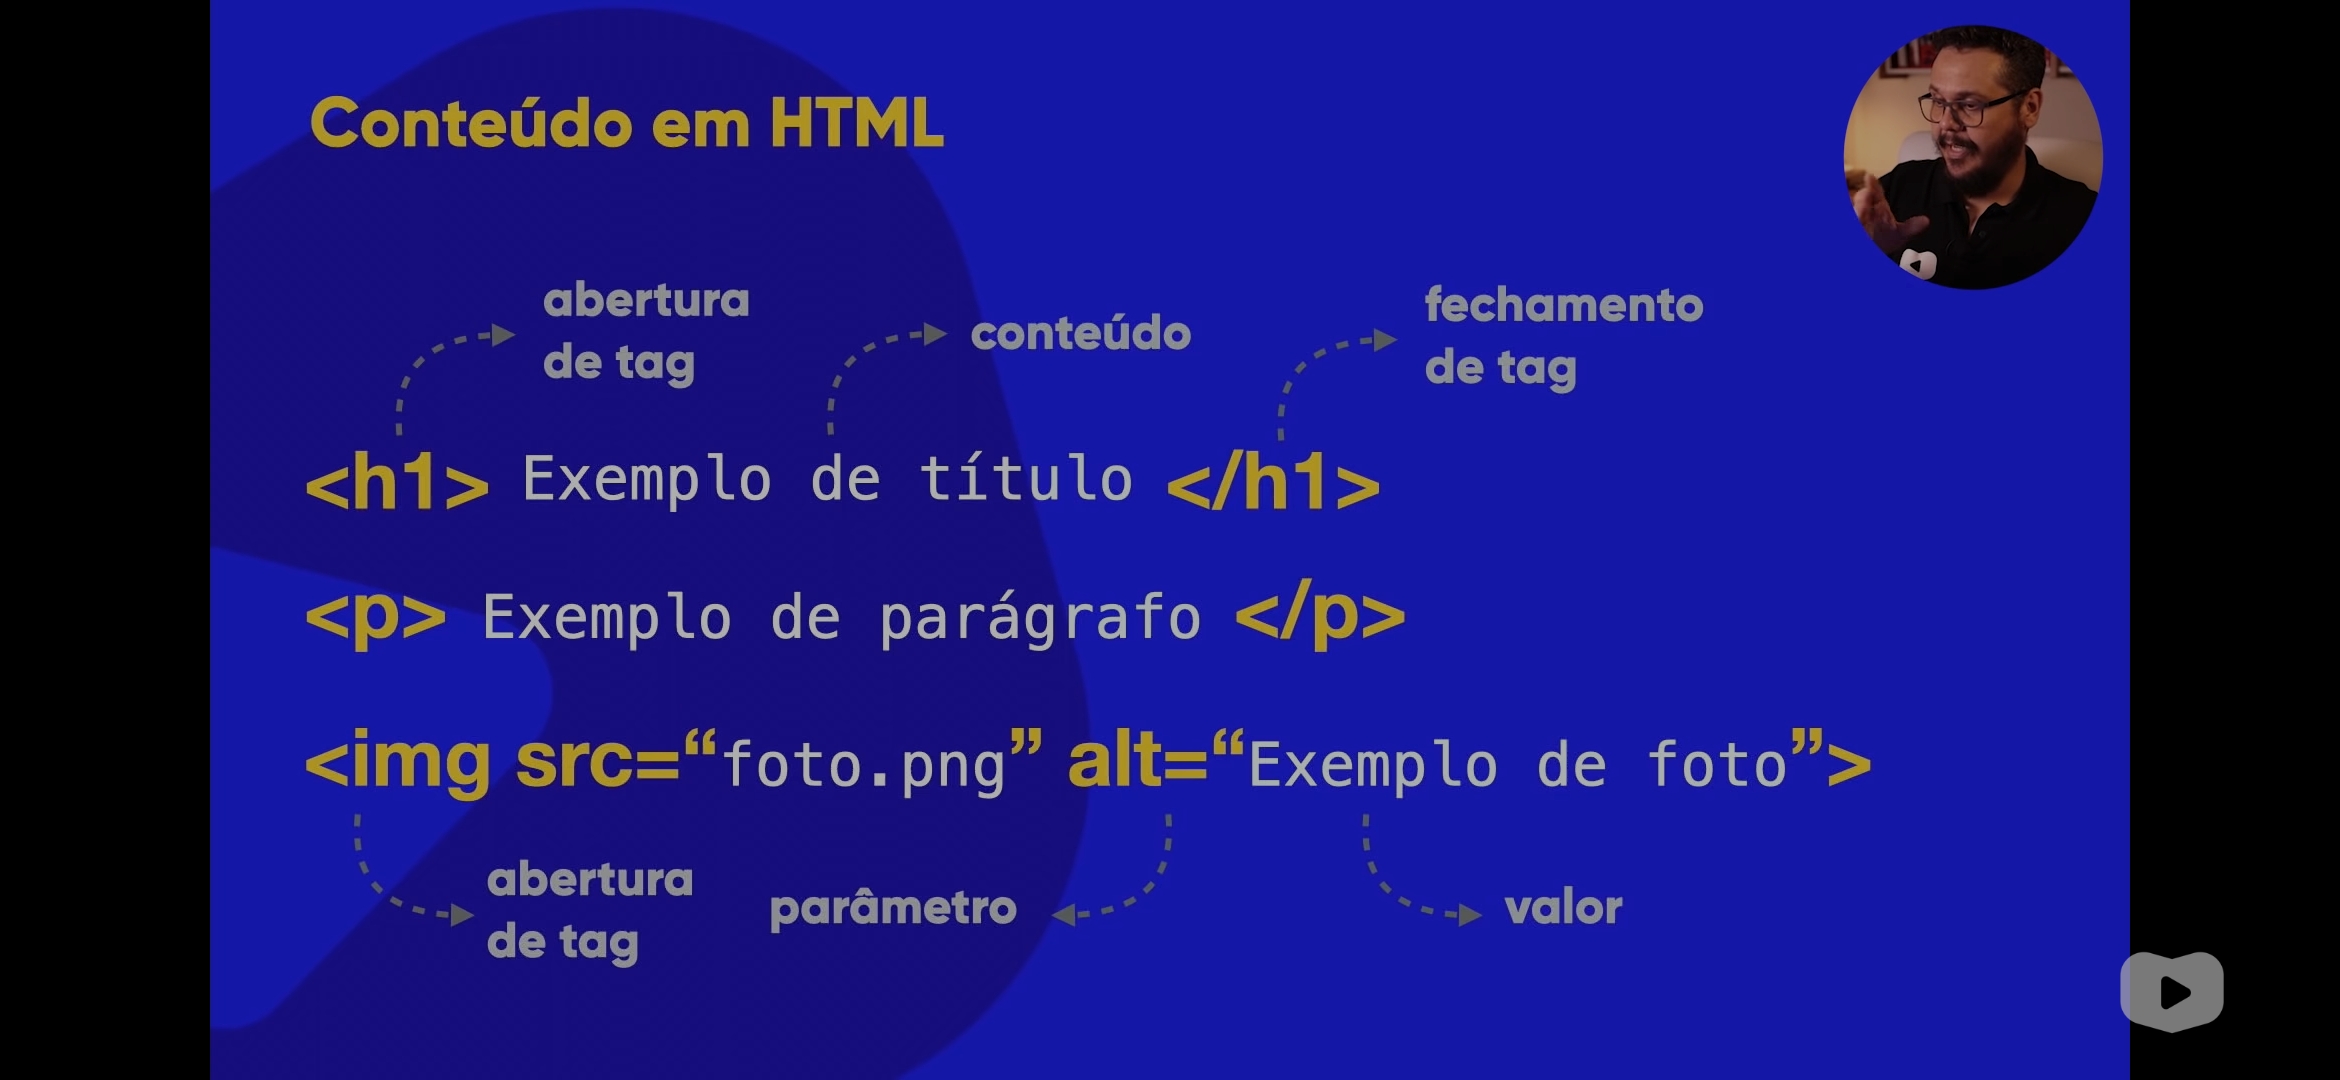 Conteúdo em HTML
abertura
de tag
conteúdo
fechamento
de tag
<h1> Exemplo de título </h1>
<p> Exemplo de parágrafo </p>
<img src=“foto.png” alt=“Exemplo de foto”>
abertura
de tag
parâmetro
valor